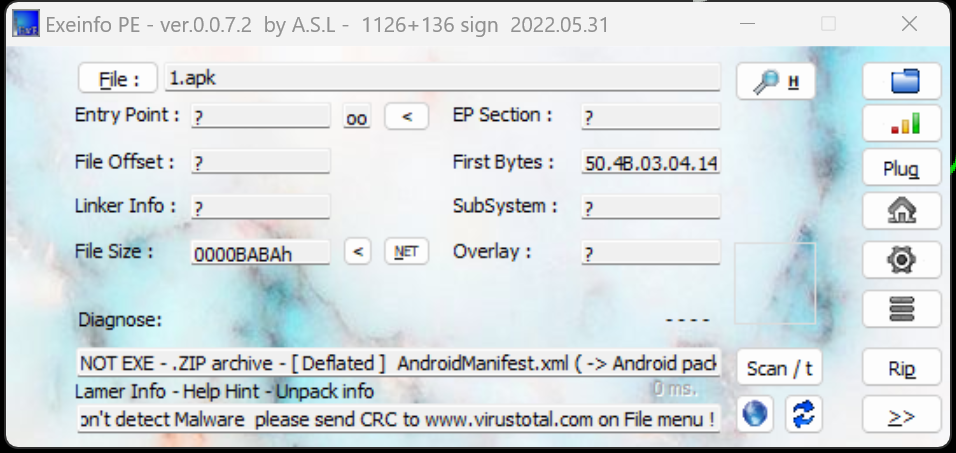 Exeinfo PE - ver.0.0.7.2 by A.S.L - 1126+136 sign 2022.05.31
File : 1.apk H
Entry Point : ? oo < EP Section : ?
File Offset : ? First Bytes : 50.4B.03.04.14 Plug
Linker Info : ? SubSystem : ?
File Size : 0000BABAh < NET Overlay : ?
Diagnose: - - - -
NOT EXE - .ZIP archive - [ Deflated ] AndroidManifest.xml ( -> Android pack Scan / t Rip
Lamer Info - Help Hint - Unpack info 0 ms.
on't detect Malware please send CRC to www.virustotal.com on File menu ! >>